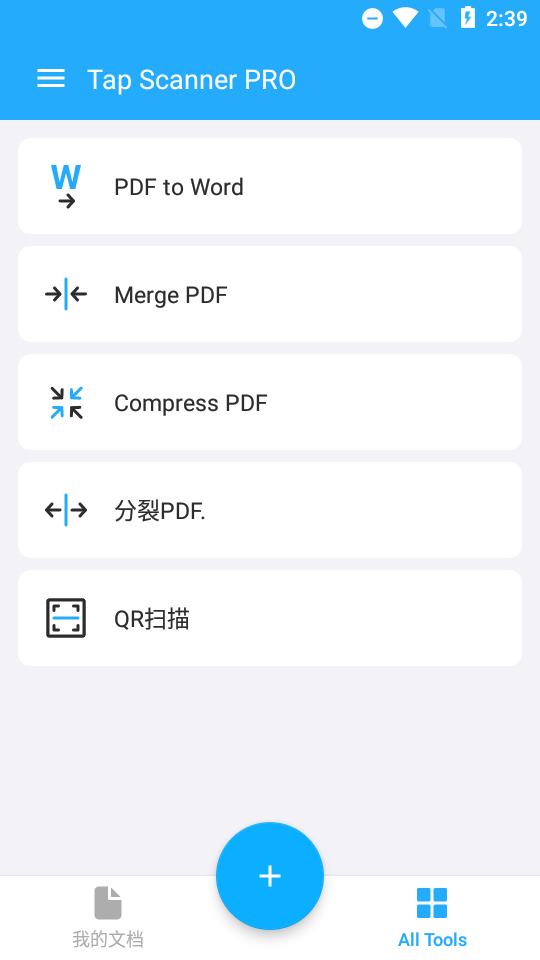 2:39
Tap Scanner PRO
W
PDF to Word
Merge PDF
Compress PDF
分裂PDF.
QR扫描
我的文档
All Tools